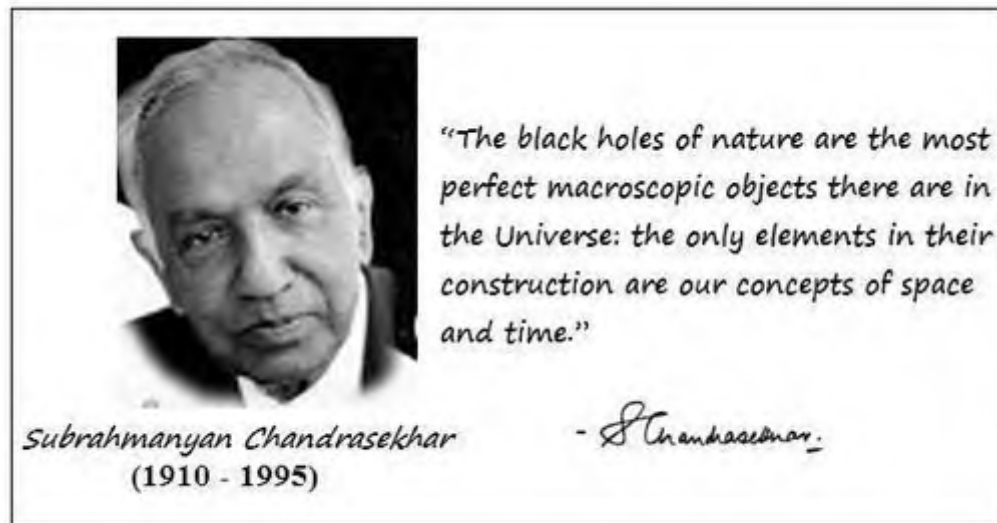 “The black holes of nature are the most
perfect macroscopic objects there are in
the Universe: the only elements in their
construction are our concepts of space
and time.”
Subrahmanyan Chandrasekhar
(1910 - 1995)
- S Chandrasekhar.